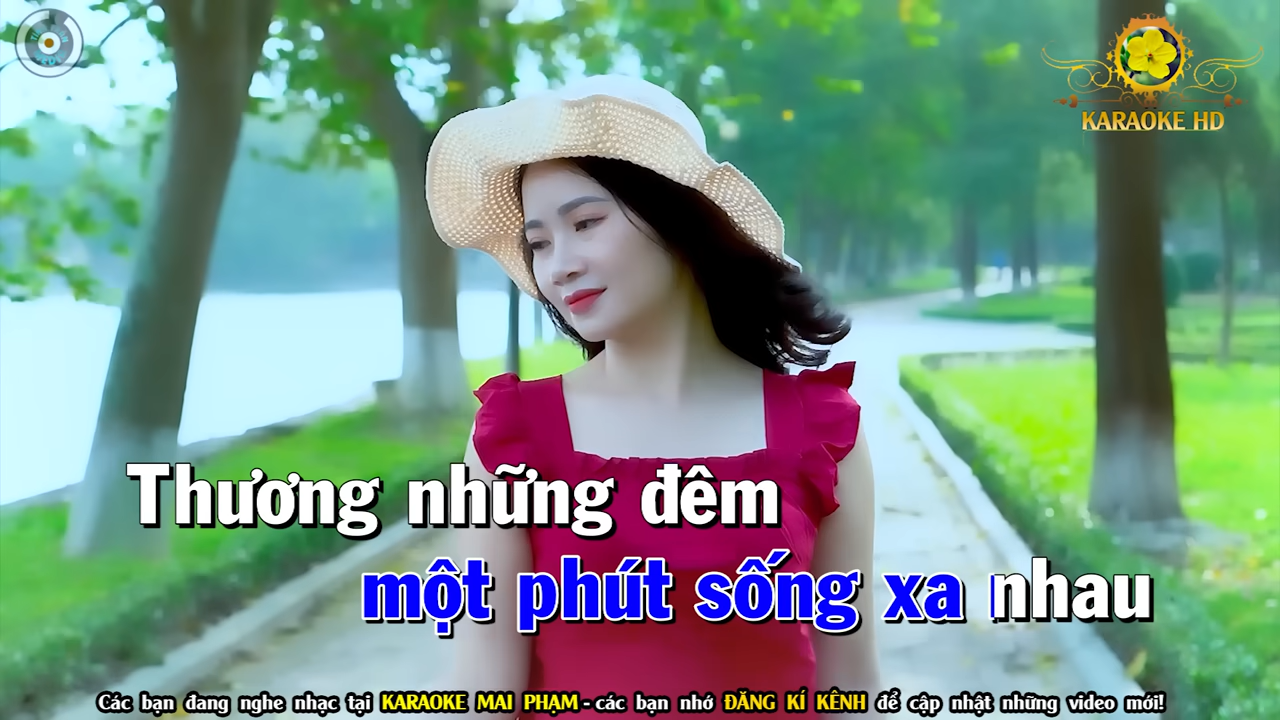 KARAOKE HD
Thương những đêm
một phút sống xa nhau
Các bạn đang nghe nhạc tại KARAOKE MAI PHẠM - các bạn nhớ ĐĂNG KÍ KÊNH để cập nhật những video mới!